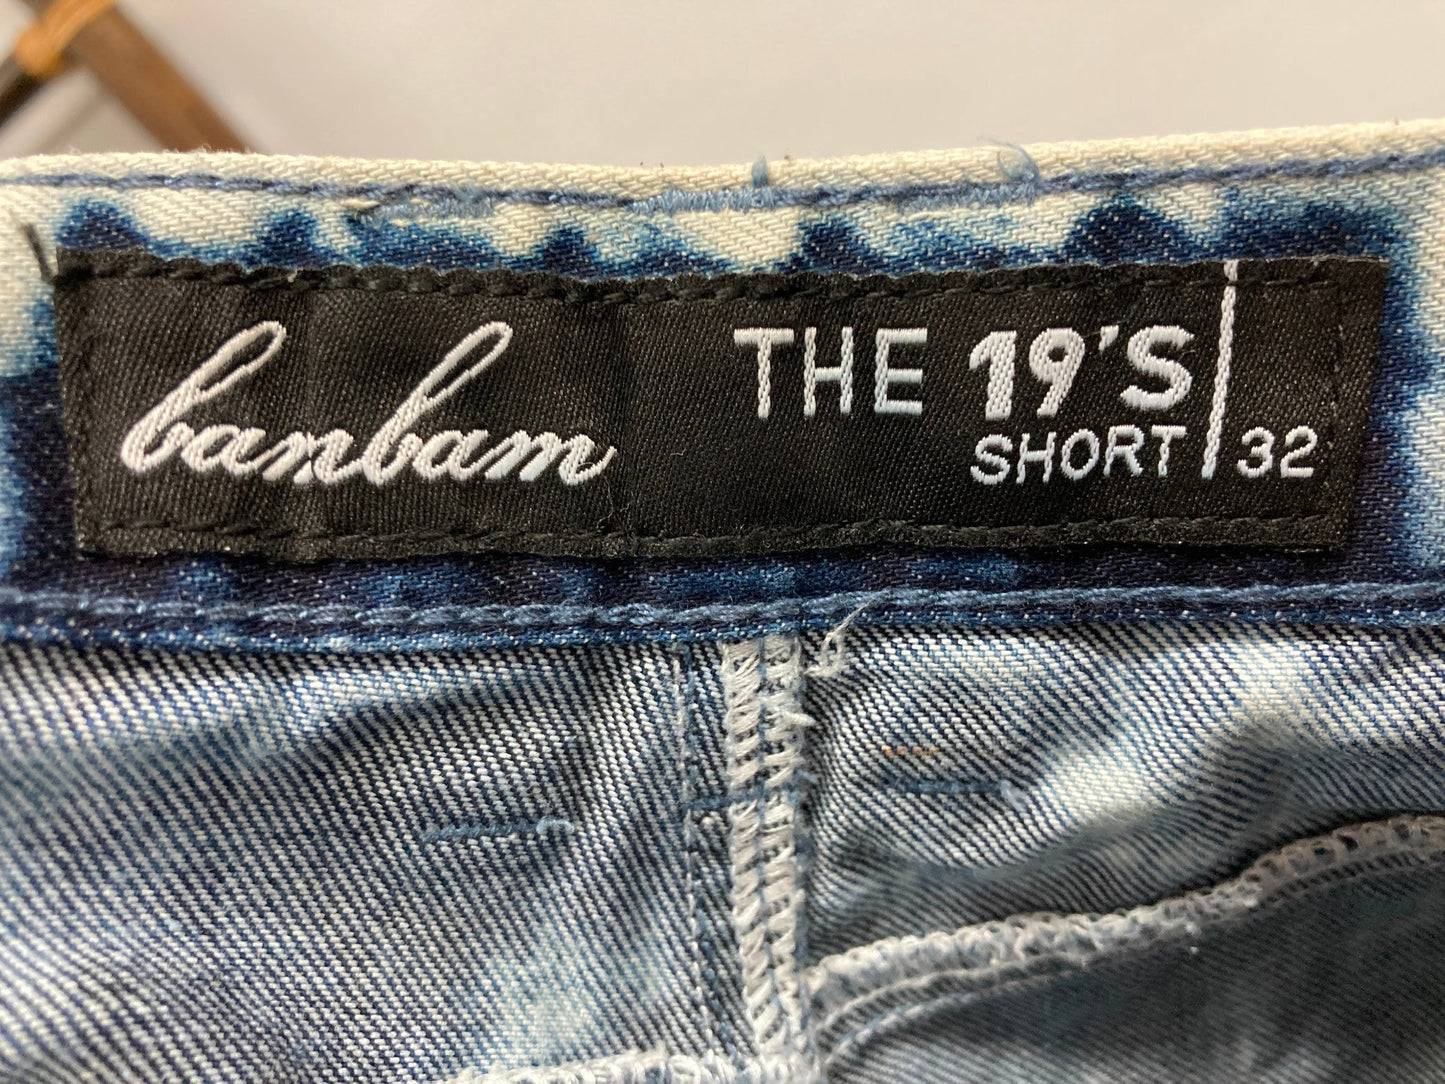 banbam
THE 19'S
SHORT 32